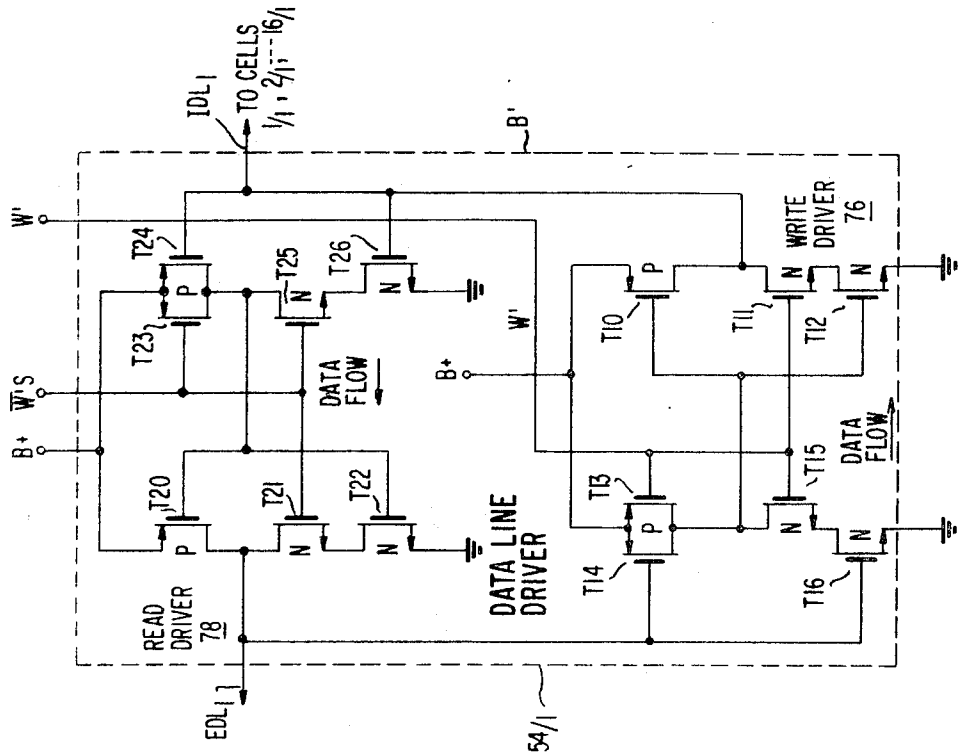 B+
W̅'S
W'
READ DRIVER 78
T20
P
T23
P
T24
IDL1
TO CELLS
1/1, 2/1, ---16/1
EDL1
T21
N
T25
N
T22
N
T26
N
DATA
FLOW
DATA LINE
DRIVER
B+
W'
B'
T14
P
T13
T10
P
T11
N
WRITE
DRIVER
76
T12
N
T15
N
T16
N
DATA
FLOW
54/1